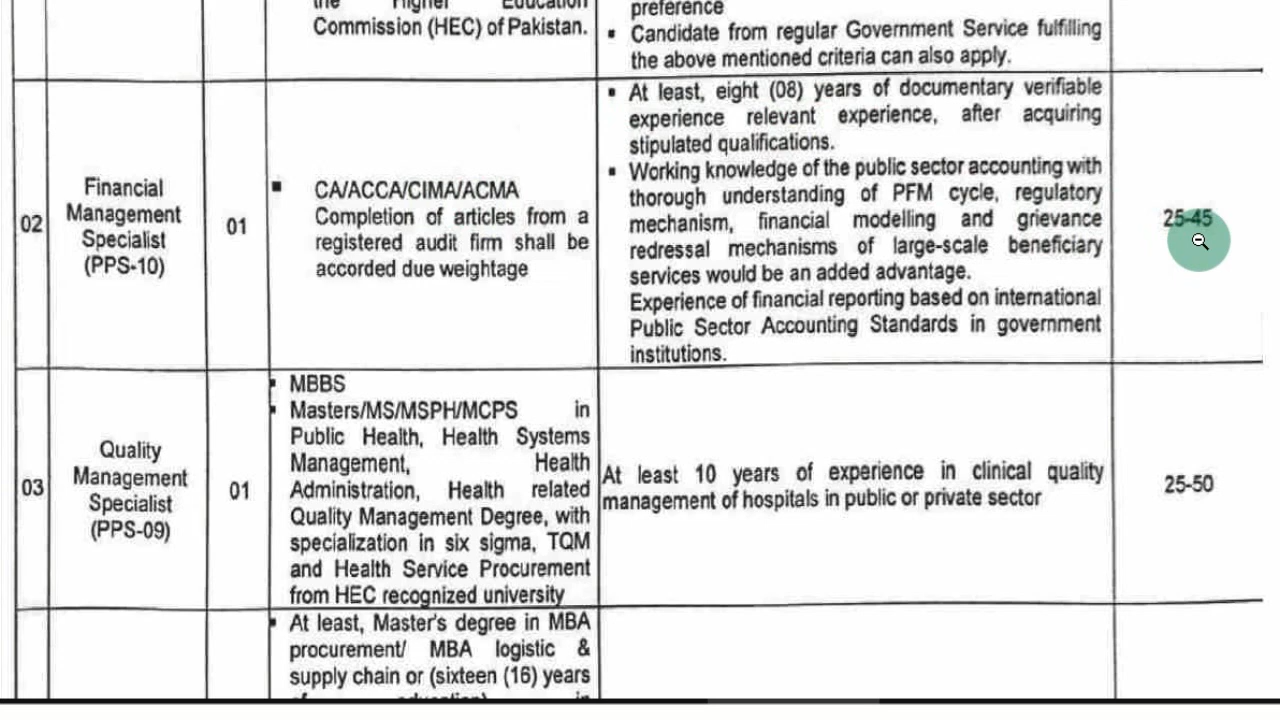 the Higher Education
Commission (HEC) of Pakistan.
preference
▪ Candidate from regular Government Service fulfilling
the above mentioned criteria can also apply.
02
Financial
Management
Specialist
(PPS-10)
01
▪ CA/ACCA/CIMA/ACMA
Completion of articles from a
registered audit firm shall be
accorded due weightage
▪ At least, eight (08) years of documentary verifiable
experience relevant experience, after acquiring
stipulated qualifications.
▪ Working knowledge of the public sector accounting with
thorough understanding of PFM cycle, regulatory
mechanism, financial modelling and grievance
redressal mechanisms of large-scale beneficiary
services would be an added advantage.
Experience of financial reporting based on international
Public Sector Accounting Standards in government
institutions.
25-45
03
Quality
Management
Specialist
(PPS-09)
01
▪ MBBS
▪ Masters/MS/MSPH/MCPS in
Public Health, Health Systems
Management, Health
Administration, Health related
Quality Management Degree, with
specialization in six sigma, TQM
and Health Service Procurement
from HEC recognized university
At least 10 years of experience in clinical quality
management of hospitals in public or private sector
25-50
▪ At least, Master's degree in MBA
procurement/ MBA logistic &
supply chain or (sixteen (16) years
of education) in